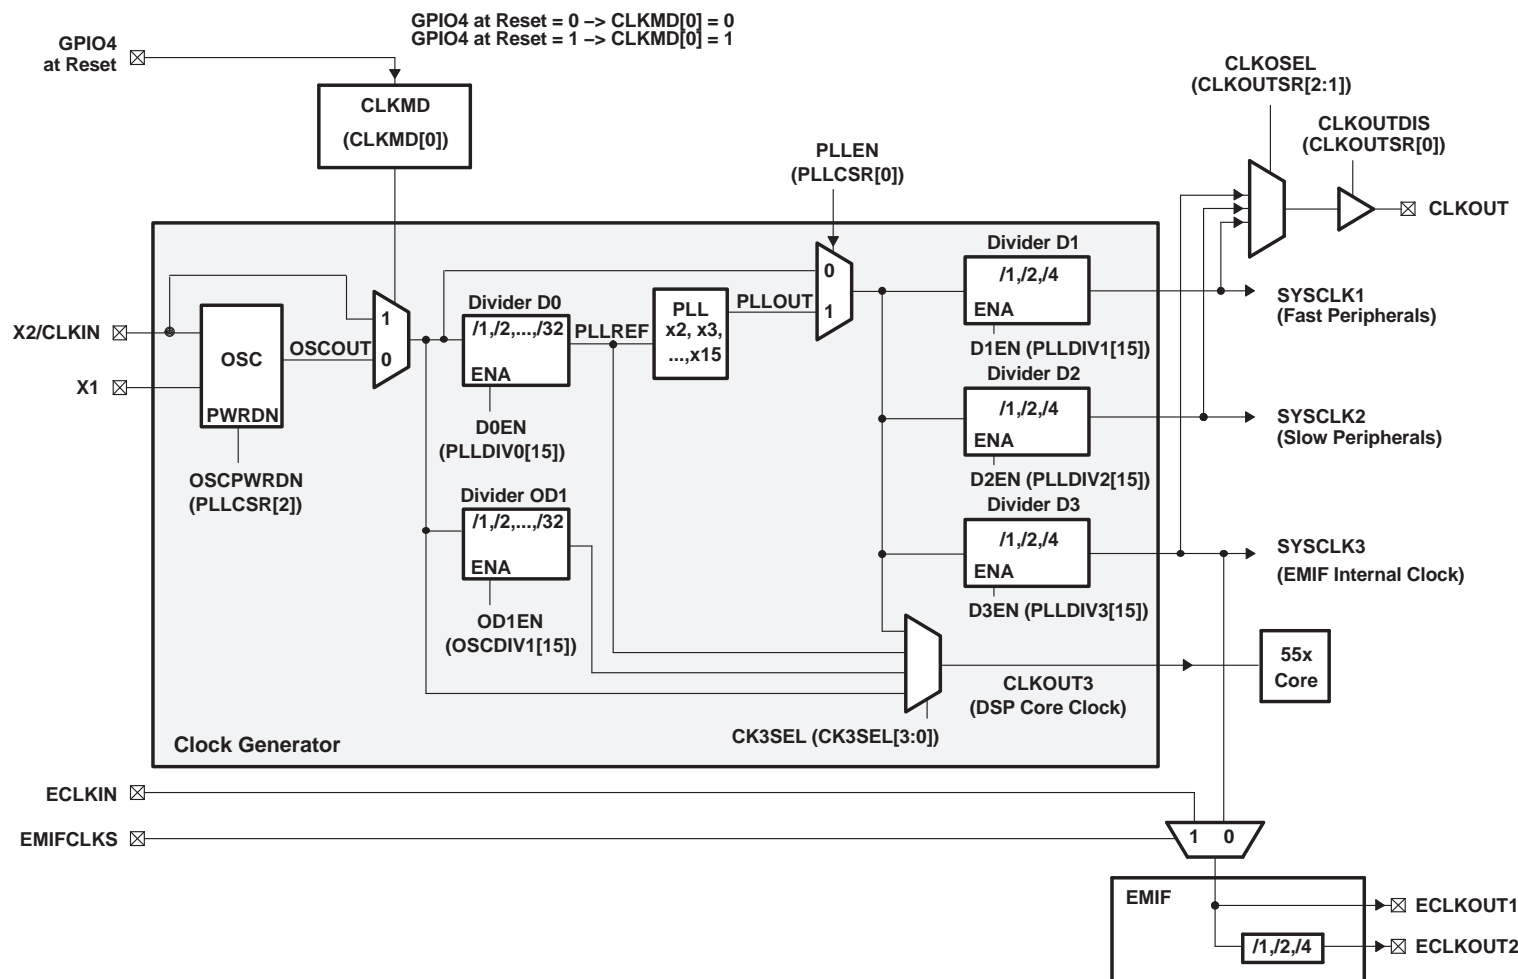 GPIO4 at Reset = 0 –> CLKMD[0] = 0
GPIO4 at Reset = 1 –> CLKMD[0] = 1
GPIO4
at Reset
CLKMD
(CLKMD[0])
PLLEN
(PLLCSR[0])
CLKOSEL
(CLKOUTSR[2:1])
CLKOUTDIS
(CLKOUTSR[0])
CLKOUT
X2/CLKIN
X1
OSC
PWRDN
OSCOUT
1
0
OSCPWRDN
(PLLCSR[2])
Divider D0
/1,/2,...,/32
ENA
D0EN
(PLLDIV0[15])
PLLREF
PLL
x2, x3,
...,x15
PLLOUT
0
1
Divider OD1
/1,/2,...,/32
ENA
OD1EN
(OSCDIV1[15])
Divider D1
/1,/2,/4
ENA
D1EN (PLLDIV1[15])
Divider D2
/1,/2,/4
ENA
D2EN (PLLDIV2[15])
Divider D3
/1,/2,/4
ENA
D3EN (PLLDIV3[15])
SYSCLK1
(Fast Peripherals)
SYSCLK2
(Slow Peripherals)
SYSCLK3
(EMIF Internal Clock)
CLKOUT3
(DSP Core Clock)
55x
Core
CK3SEL (CK3SEL[3:0])
Clock Generator
ECLKIN
EMIFCLKS
1 0
EMIF
/1,/2,/4
ECLKOUT1
ECLKOUT2